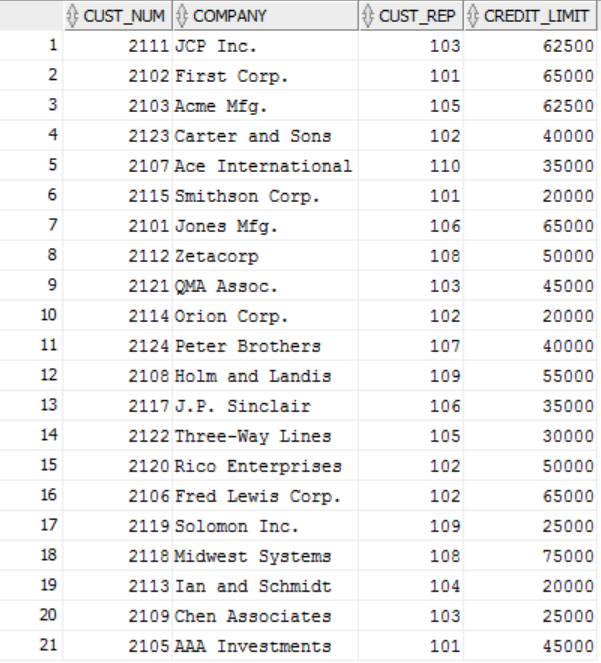 CUST_NUM COMPANY CUST_REP CREDIT_LIMIT
1 2111 JCP Inc. 103 62500
2 2102 First Corp. 101 65000
3 2103 Acme Mfg. 105 62500
4 2123 Carter and Sons 102 40000
5 2107 Ace International 110 35000
6 2115 Smithson Corp. 101 20000
7 2101 Jones Mfg. 106 65000
8 2112 Zetacorp 108 50000
9 2121 QMA Assoc. 103 45000
10 2114 Orion Corp. 102 20000
11 2124 Peter Brothers 107 40000
12 2108 Holm and Landis 109 55000
13 2117 J.P. Sinclair 106 35000
14 2122 Three-Way Lines 105 30000
15 2120 Rico Enterprises 102 50000
16 2106 Fred Lewis Corp. 102 65000
17 2119 Solomon Inc. 109 25000
18 2118 Midwest Systems 108 75000
19 2113 Ian and Schmidt 104 20000
20 2109 Chen Associates 103 25000
21 2105 AAA Investments 101 45000